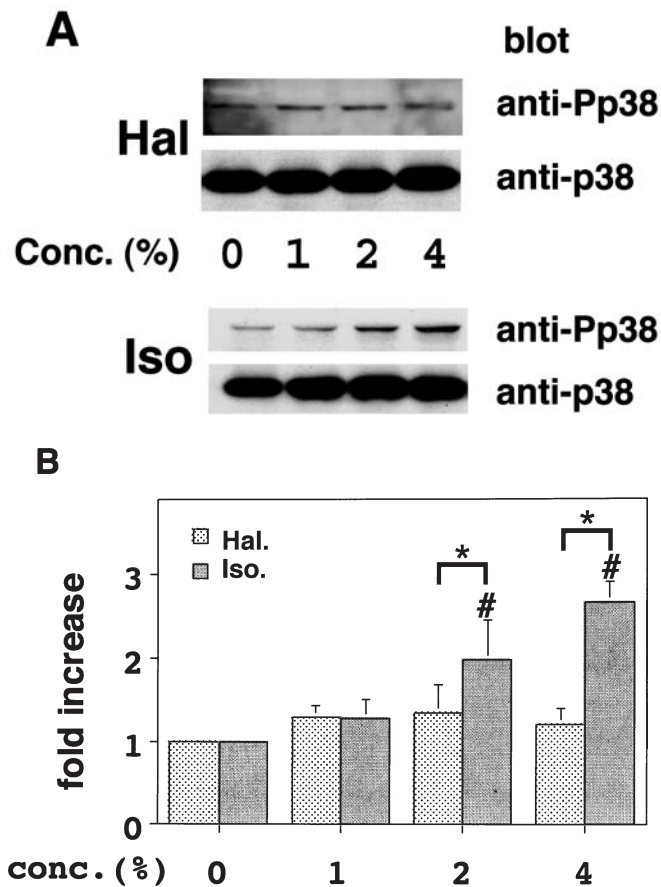 A
blot
anti-Pp38
Hal
anti-p38
Conc. (%) 0 1 2 4
anti-Pp38
Iso
anti-p38
B
Hal.
Iso.
* *
# #
fold increase
3
2
1
0
conc.(%) 0 1 2 4